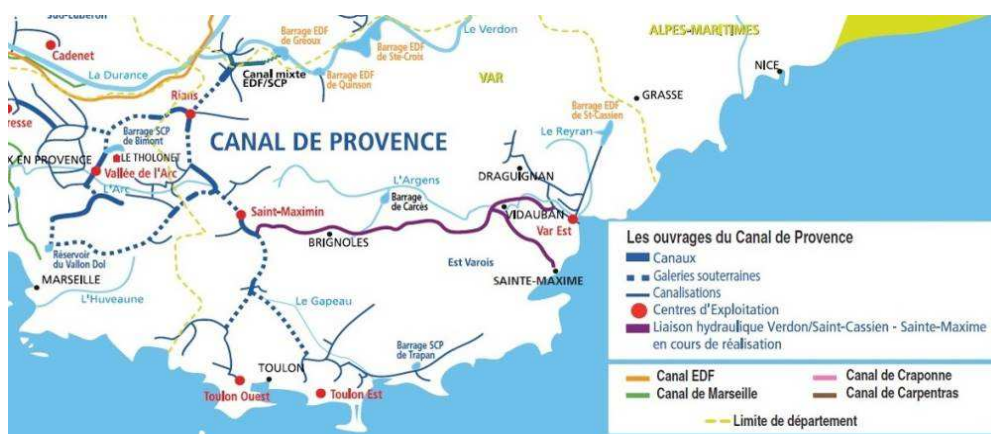 Sud-Luberon
Cadenet
La Durance
Barrage EDF
de Gréoux
Le Verdon
Barrage EDF
de Ste-Croix
Barrage EDF
de Quinson
Canal mixte
EDF/SCP
ALPES-MARITIMES
VAR
NICE
GRASSE
Barrage EDF
de St-Cassien
Rians
resse
Barrage SCP
de Bimont
CANAL DE PROVENCE
Le Reyran
X EN PROVENCE
LE THOLONET
Vallée de l'Arc
L'Arc
L'Argens
DRAGUIGNAN
Barrage
de Carcès
Saint-Maximin
VIDAUBAN
Var Est
BRIGNOLES
Réservoir
du Vallon Dol
Est Varois
SAINTE-MAXIME
MARSEILLE
L'Huveaune
Le Gapeau
Barrage SCP
de Trapan
TOULON
Toulon Ouest
Toulon Est
Les ouvrages du Canal de Provence
Canaux
Galeries souterraines
Canalisations
Centres d'Exploitation
Liaison hydraulique Verdon/Saint-Cassien - Sainte-Maxime
en cours de réalisation
Canal EDF
Canal de Craponne
Canal de Marseille
Canal de Carpentras
Limite de département